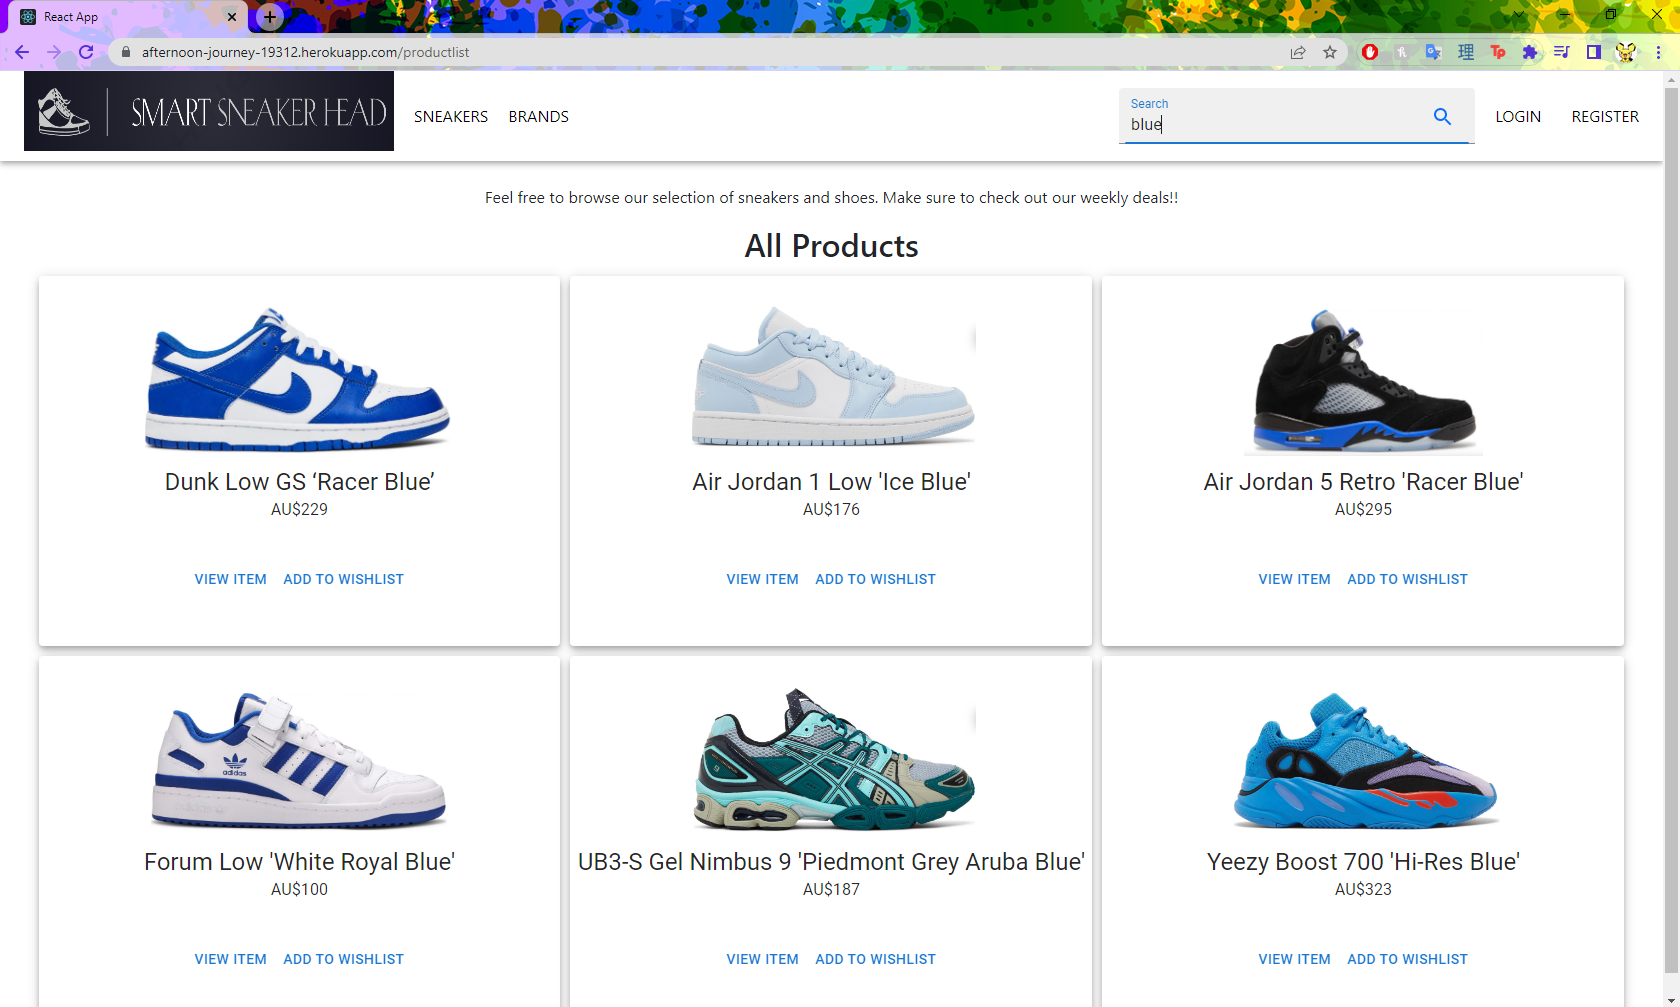 React App
afternoon-journey-19312.herokuapp.com/productlist
SMART SNEAKER HEAD
SNEAKERS
BRANDS
Search
blue
LOGIN
REGISTER
Feel free to browse our selection of sneakers and shoes. Make sure to check out our weekly deals!!
All Products
Dunk Low GS ‘Racer Blue’
AU$229
VIEW ITEM
ADD TO WISHLIST
Air Jordan 1 Low 'Ice Blue'
AU$176
VIEW ITEM
ADD TO WISHLIST
Air Jordan 5 Retro 'Racer Blue'
AU$295
VIEW ITEM
ADD TO WISHLIST
adidas
Forum Low 'White Royal Blue'
AU$100
VIEW ITEM
ADD TO WISHLIST
UB3-S Gel Nimbus 9 'Piedmont Grey Aruba Blue'
AU$187
VIEW ITEM
ADD TO WISHLIST
Yeezy Boost 700 'Hi-Res Blue'
AU$323
VIEW ITEM
ADD TO WISHLIST